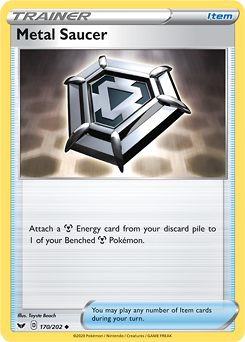 TRAINER Item
Metal Saucer
Attach a Energy card from your discard pile to
1 of your Benched Pokémon.
Illus. Toyste Beach
170/202
You may play any number of Item cards
during your turn.
©2020 Pokémon / Nintendo / Creatures / GAME FREAK